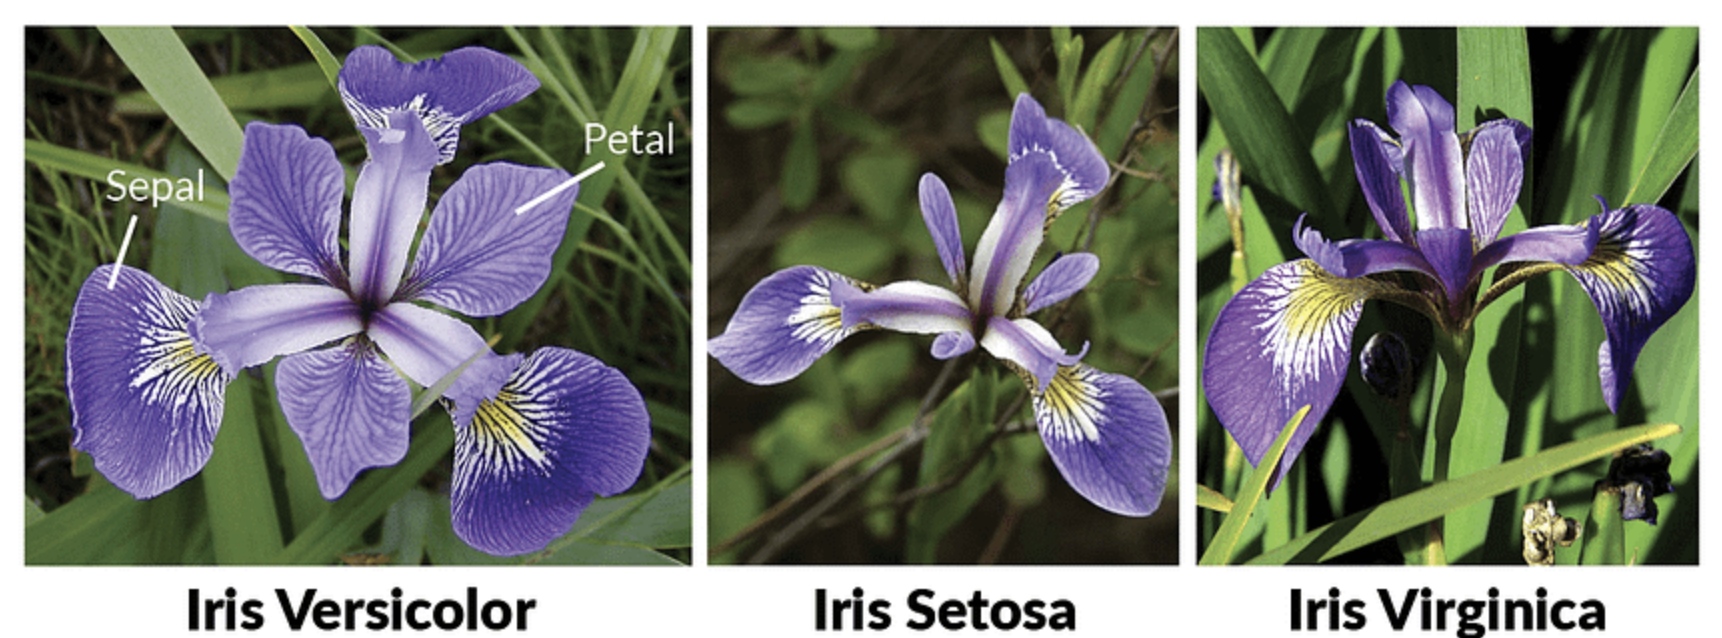 Sepal
Petal
Iris Versicolor
Iris Setosa
Iris Virginica